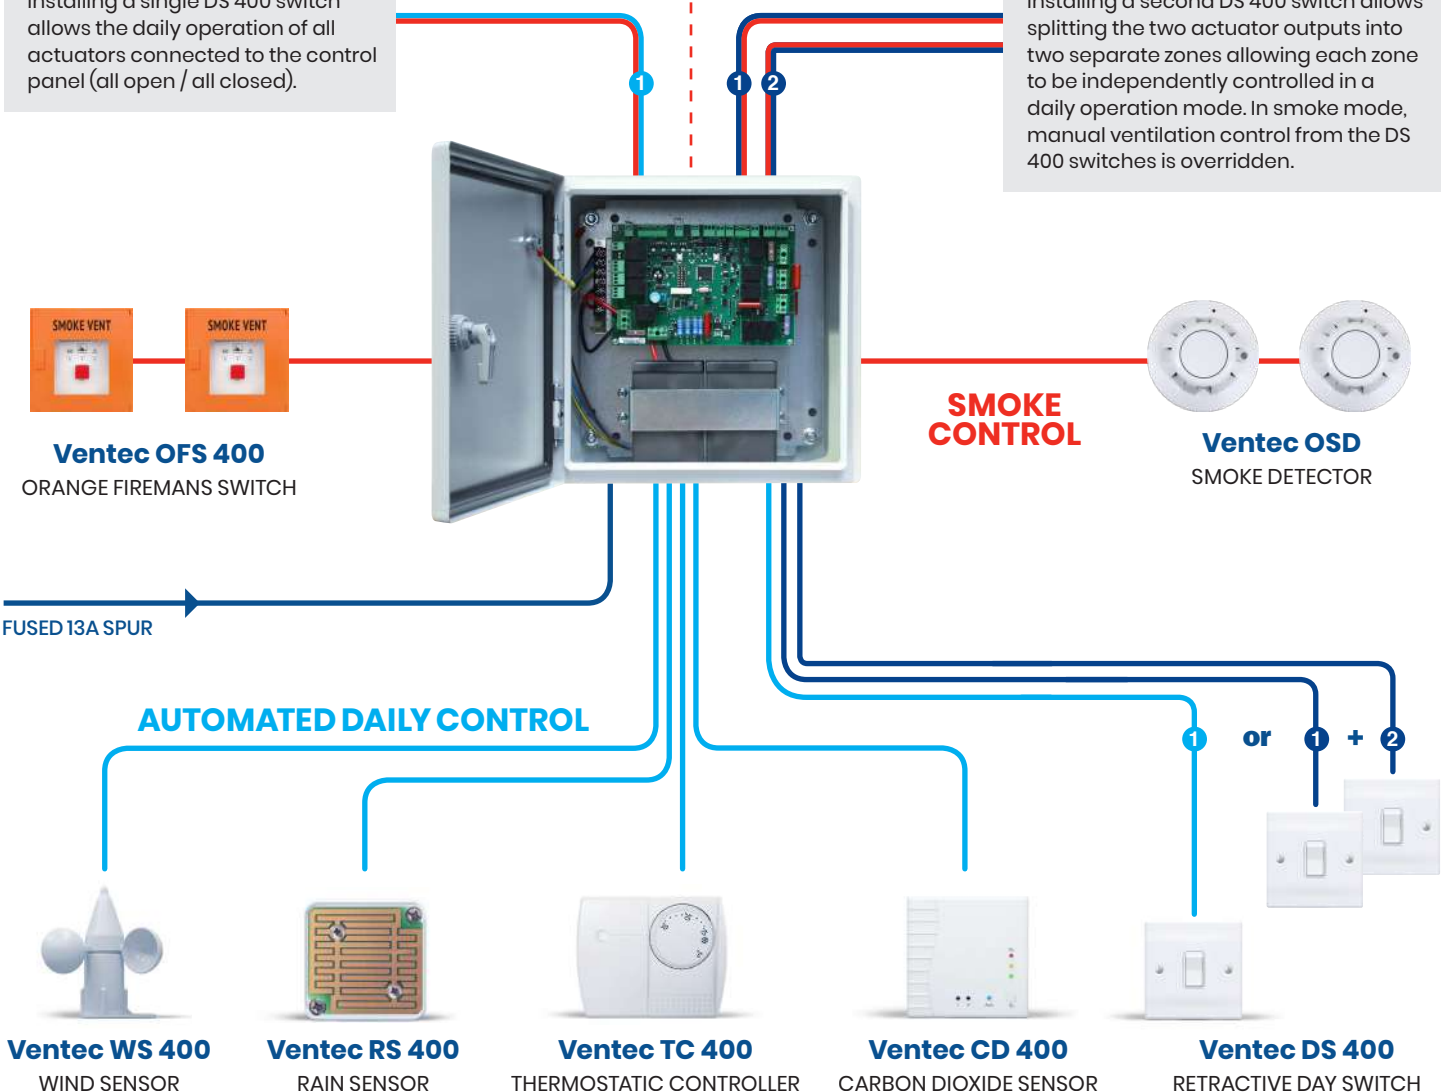 installing a single DS 400 switch
allows the daily operation of all
actuators connected to the control
panel (all open / all closed).
installing a second DS 400 switch allows
splitting the two actuator outputs into
two separate zones allowing each zone
to be independently controlled in a
daily operation mode. In smoke mode,
manual ventilation control from the DS
400 switches is overridden.
1
1
2
SMOKE VENT
SMOKE VENT
Ventec OFS 400
ORANGE FIREMANS SWITCH
SMOKE
CONTROL
Ventec OSD
SMOKE DETECTOR
FUSED 13A SPUR
AUTOMATED DAILY CONTROL
1 or 1 + 2
Ventec WS 400
WIND SENSOR
Ventec RS 400
RAIN SENSOR
Ventec TC 400
THERMOSTATIC CONTROLLER
Ventec CD 400
CARBON DIOXIDE SENSOR
Ventec DS 400
RETRACTIVE DAY SWITCH